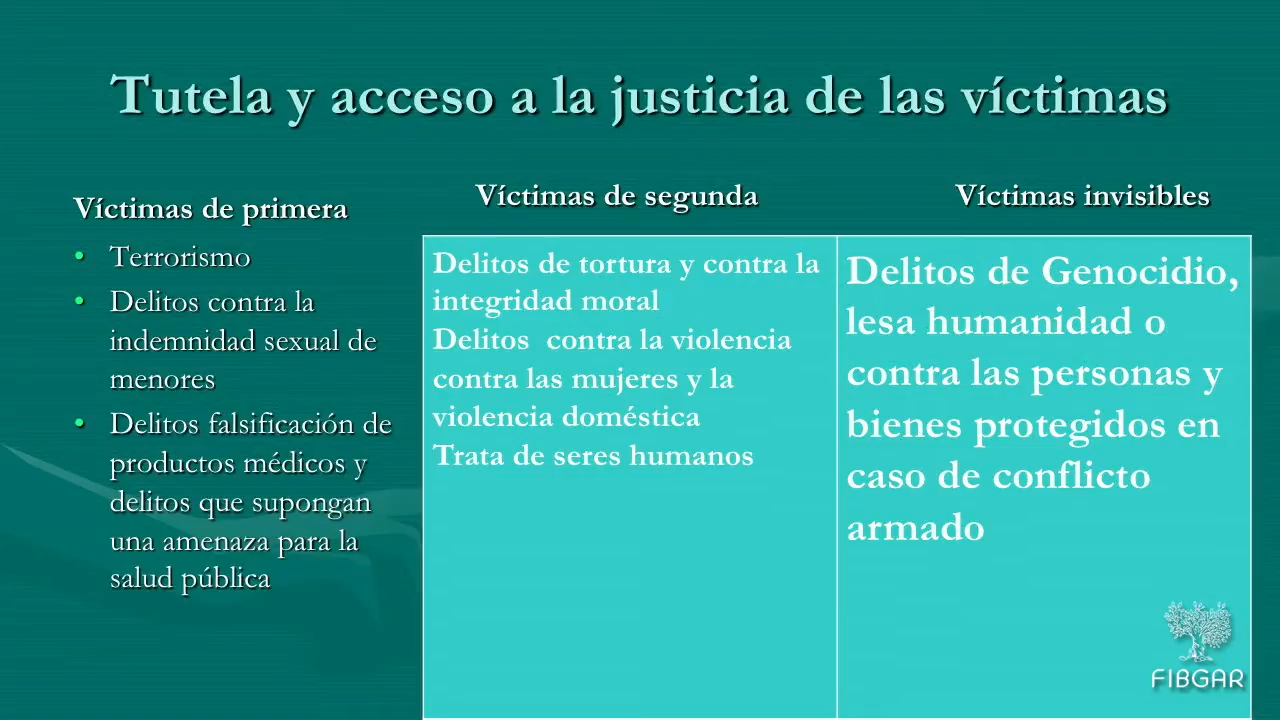 Tutela y acceso a la justicia de las víctimas
Víctimas de primera
• Terrorismo
• Delitos contra la
indemnidad sexual de
menores
• Delitos falsificación de
productos médicos y
delitos que supongan
una amenaza para la
salud pública
Víctimas de segunda
Delitos de tortura y contra la
integridad moral
Delitos contra la violencia
contra las mujeres y la
violencia doméstica
Trata de seres humanos
Víctimas invisibles
Delitos de Genocidio,
lesa humanidad o
contra las personas y
bienes protegidos en
caso de conflicto
armado
FIBGAR